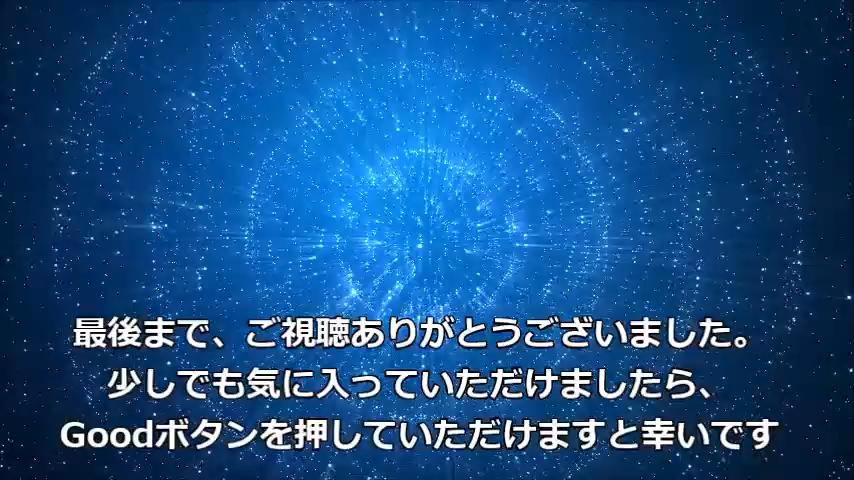 最後まで、ご視聴ありがとうございました。
少しでも気に入っていただけましたら、
Goodボタンを押していただけますと幸いです